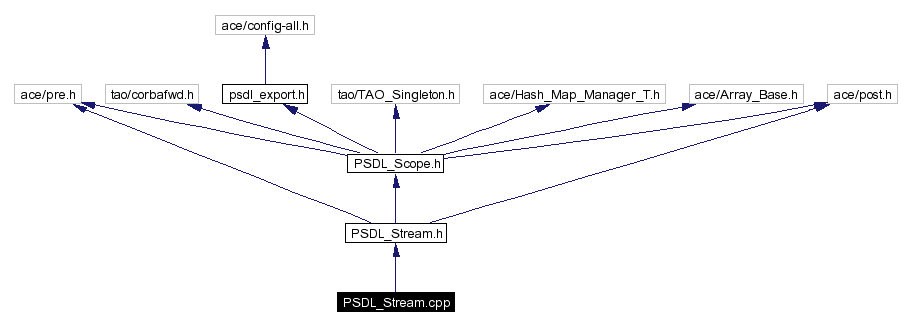 ace/config-all.h
ace/pre.h tao/corbafwd.h psdl_export.h tao/TAO_Singleton.h ace/Hash_Map_Manager_T.h ace/Array_Base.h ace/post.h
PSDL_Scope.h
PSDL_Stream.h
PSDL_Stream.cpp